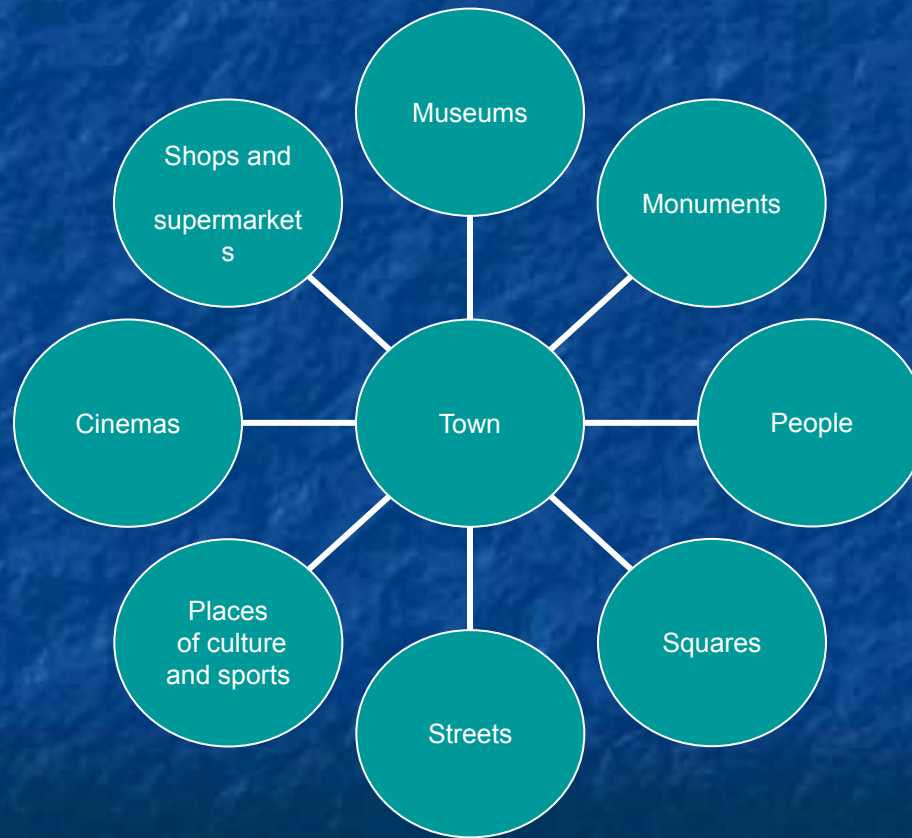 Museums
Shops and
supermarket
s
Monuments
Cinemas
Town
People
Places
of culture
and sports
Squares
Streets